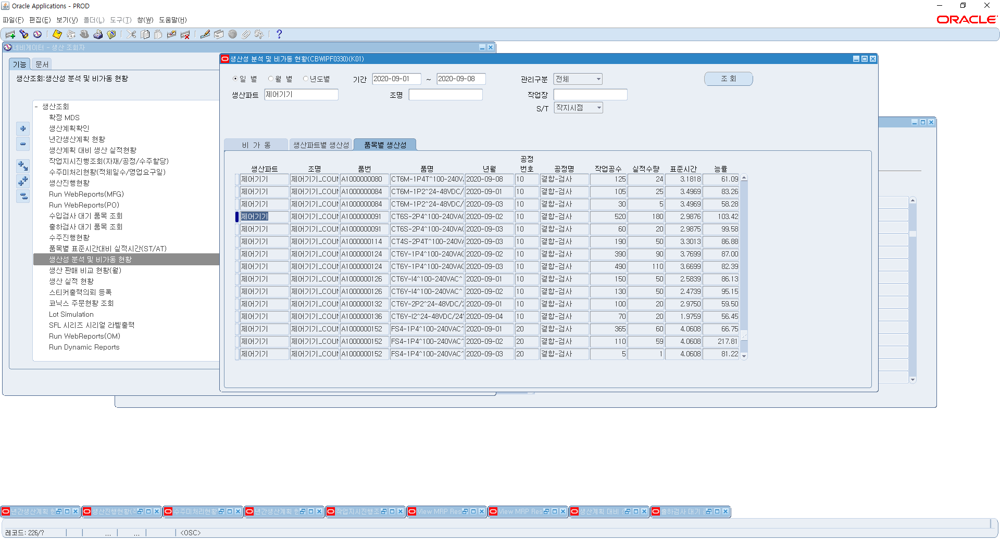 Oracle Applications - PROD
파일(F) 편집(E) 보기(V) 폴더(L) 도구(T) 창(W) 도움말(H)
ORACLE
네비게이터 - 생산 조회자
기능 문서
생산조회:생산성 분석 및 비가동 현황
- 생산조회
확정 MDS
생산계획확인
년간생산계획 현황
생산계획 대비 생산 실적현황
작업지시진행조회(자재/공정/수주할당)
수주미처리현황(적체일수/영업요구일)
생산진행현황
Run WebReports(MFG)
Run WebReports(PO)
수입검사 대기 품목 조회
출하검사 대기 품목 조회
수주진행현황
품목별 표준시간대비 실적시간(ST/AT)
생산성 분석 및 비가동 현황
생산 판매 비교 현황(월)
생산 실적 현황
스티커출력의뢰 등록
코닉스 주문현황 조회
Lot Simulation
SFL 시리즈 시리얼 라벨출력
Run WebReports(OM)
Run Dynamic Reports
생산성 분석 및 비가동 현황(CBWIPF0330)(K01)
일 별 월 별 년도별 기간 2020-09-01 ~ 2020-09-08 관리구분 전체 조 회
생산파트 제어기기 조명 작업장
S/T 작지시점
비 가 동 생산파트별 생산성 품목별 생산성
생산파트 조명 품번 품명 년월 공정번호 공정명 작업공수 실적수량 표준시간 능률
제어기기 제어기기_COUN A1000000080 CT6M-1P4T^100-240V 2020-09-08 10 결합-검사 125 24 3.1818 61.09
제어기기 제어기기_COUN A1000000084 CT6M-1P2^24-48VDC/ 2020-09-01 10 결합-검사 105 25 3.4969 83.26
제어기기 제어기기_COUN A1000000084 CT6M-1P2^24-48VDC/ 2020-09-03 10 결합-검사 30 5 3.4969 58.28
제어기기 제어기기_COUN A1000000091 CT6S-2P4^100-240VAC 2020-09-02 10 결합-검사 520 180 2.9876 103.42
제어기기 제어기기_COUN A1000000091 CT6S-2P4^100-240VAC 2020-09-03 10 결합-검사 60 20 2.9875 99.58
제어기기 제어기기_COUN A1000000114 CT4S-2P4T^100-240V 2020-09-03 10 결합-검사 190 50 3.3013 86.88
제어기기 제어기기_COUN A1000000124 CT6Y-1P4^100-240VAC 2020-09-02 10 결합-검사 390 90 3.7699 87.00
제어기기 제어기기_COUN A1000000124 CT6Y-1P4^100-240VAC 2020-09-03 10 결합-검사 490 110 3.6699 82.39
제어기기 제어기기_COUN A1000000126 CT6Y-I4^100-240VAC^ 2020-09-01 10 결합-검사 150 50 2.5839 86.13
제어기기 제어기기_COUN A1000000126 CT6Y-I4^100-240VAC^ 2020-09-02 10 결합-검사 130 50 2.4739 95.15
제어기기 제어기기_COUN A1000000132 CT6Y-2P2^24-48VDC/2 2020-09-01 10 결합-검사 100 20 2.9750 59.50
제어기기 제어기기_COUN A1000000136 CT6Y-I2^24-48VDC/24 2020-09-04 10 결합-검사 70 20 1.9759 56.45
제어기기 제어기기_COUN A1000000152 FS4-1P4^100-240VAC^ 2020-09-01 20 결합-검사 365 60 4.0608 66.75
제어기기 제어기기_COUN A1000000152 FS4-1P4^100-240VAC^ 2020-09-02 20 결합-검사 110 59 4.0608 217.81
제어기기 제어기기_COUN A1000000152 FS4-1P4^100-240VAC^ 2020-09-03 20 결합-검사 5 1 4.0608 81.22
년간생산계획 현 생산진행현황( 수주미처리현황 년간생산계획 현 작업지시진행조 View MRP Res View MRP Res 생산계획 대비 출하검사 대기
레코드: 226/? ... ... <OSC>